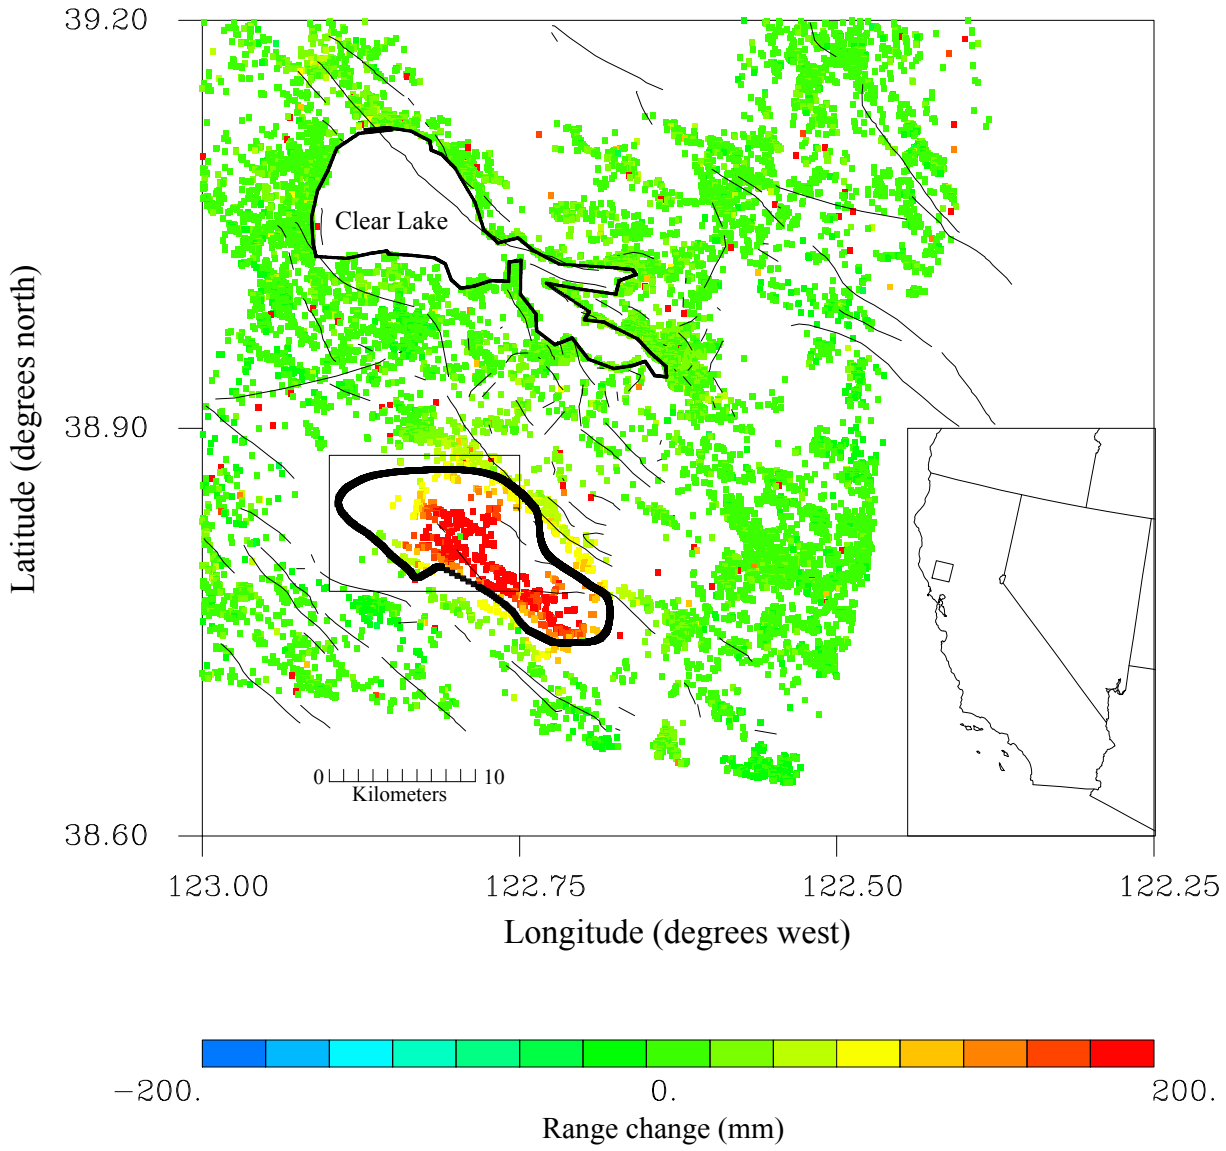 39.20
Clear Lake
Latitude (degrees north)
38.90
0 10
Kilometers
38.60
123.00 122.75 122.50 122.25
Longitude (degrees west)
−200. 0. 200.
Range change (mm)